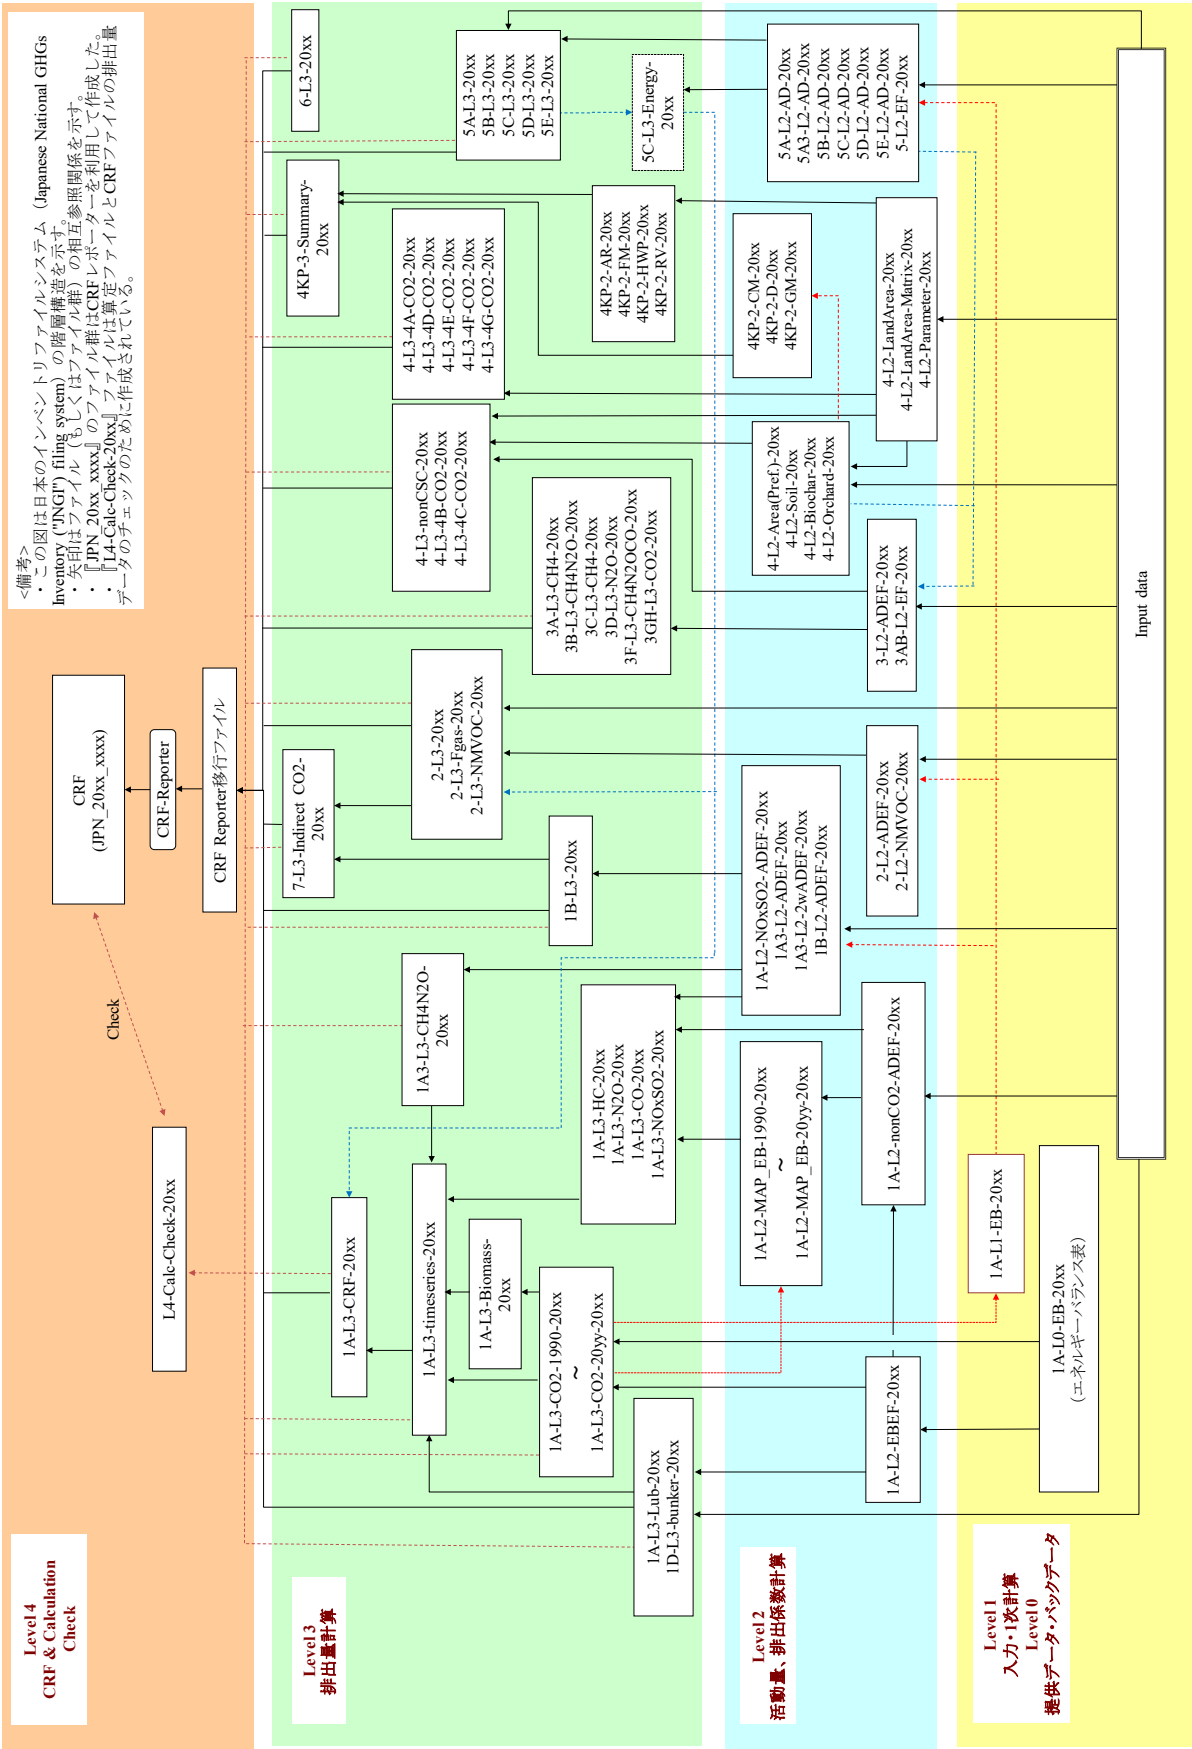 Level 4
CRF & Calculation
Check
L4-Calc-Check-20xx
Check
CRF
(JPN_20xx_xxxx)
CRF-Reporter
CRF Reporter移行ファイル
<備考>
・この図は日本のインベントリファイルシステム（Japanese National GHGs
Inventory ("JNGI") filing system）の階層構造を示す。
・矢印はファイル（もしくはファイル群）の相互参照関係を示す。
・『JPN_20xx_xxxx』のファイル群はCRFレポーターを利用して作成した。
・『L4-Calc-Check-20xx』ファイルは算定ファイルとCRFファイルの排出量
データのチェックのために作成されている。
Level 3
排出量計算
1A-L3-CRF-20xx
7-L3-Indirect CO2-
20xx
4KP-3-Summary-
20xx
6-L3-20xx
1A-L3-timeseries-20xx
1A3-L3-CH4N2O-
20xx
2-L3-20xx
2-L3-Fgas-20xx
2-L3-NMVOC-20xx
4-L3-nonCSC-20xx
4-L3-4B-CO2-20xx
4-L3-4C-CO2-20xx
4-L3-4A-CO2-20xx
4-L3-4D-CO2-20xx
4-L3-4E-CO2-20xx
4-L3-4F-CO2-20xx
4-L3-4G-CO2-20xx
5A-L3-20xx
5B-L3-20xx
5C-L3-20xx
5D-L3-20xx
5E-L3-20xx
1A-L3-Biomass-
20xx
1A-L3-CO2-1990-20xx
～
1A-L3-CO2-20yy-20xx
1A-L3-HC-20xx
1A-L3-N2O-20xx
1A-L3-CO-20xx
1A-L3-NOxSO2-20xx
1B-L3-20xx
3A-L3-CH4-20xx
3B-L3-CH4N2O-20xx
3C-L3-CH4-20xx
3D-L3-N2O-20xx
3F-L3-CH4N2OCO-20xx
3GH-L3-CO2-20xx
4KP-2-AR-20xx
4KP-2-FM-20xx
4KP-2-HWP-20xx
4KP-2-RV-20xx
5C-L3-Energy-
20xx
1A-L3-Lub-20xx
1D-L3-bunker-20xx
Level 2
活動量、排出係数計算
1A-L2-MAP_EB-1990-20xx
～
1A-L2-MAP_EB-20yy-20xx
1A-L2-NOxSO2-ADEF-20xx
1A3-L2-ADEF-20xx
1A3-L2-2wADEF-20xx
1B-L2-ADEF-20xx
4-L2-Area(Pref.)-20xx
4-L2-Soil-20xx
4-L2-Biochar-20xx
4-L2-Orchard-20xx
4KP-2-CM-20xx
4KP-2-D-20xx
4KP-2-GM-20xx
5A-L2-AD-20xx
5A3-L2-AD-20xx
5B-L2-AD-20xx
5C-L2-AD-20xx
5D-L2-AD-20xx
5E-L2-AD-20xx
5-L2-EF-20xx
1A-L2-EBEF-20xx
1A-L2-nonCO2-ADEF-20xx
2-L2-ADEF-20xx
2-L2-NMVOC-20xx
3-L2-ADEF-20xx
3AB-L2-EF-20xx
4-L2-LandArea-20xx
4-L2-LandArea-Matrix-20xx
4-L2-Parameter-20xx
Level 1
入力・1次計算
Level 0
提供データ・バックデータ
1A-L1-EB-20xx
1A-L0-EB-20xx
(エネルギーバランス表)
Input data